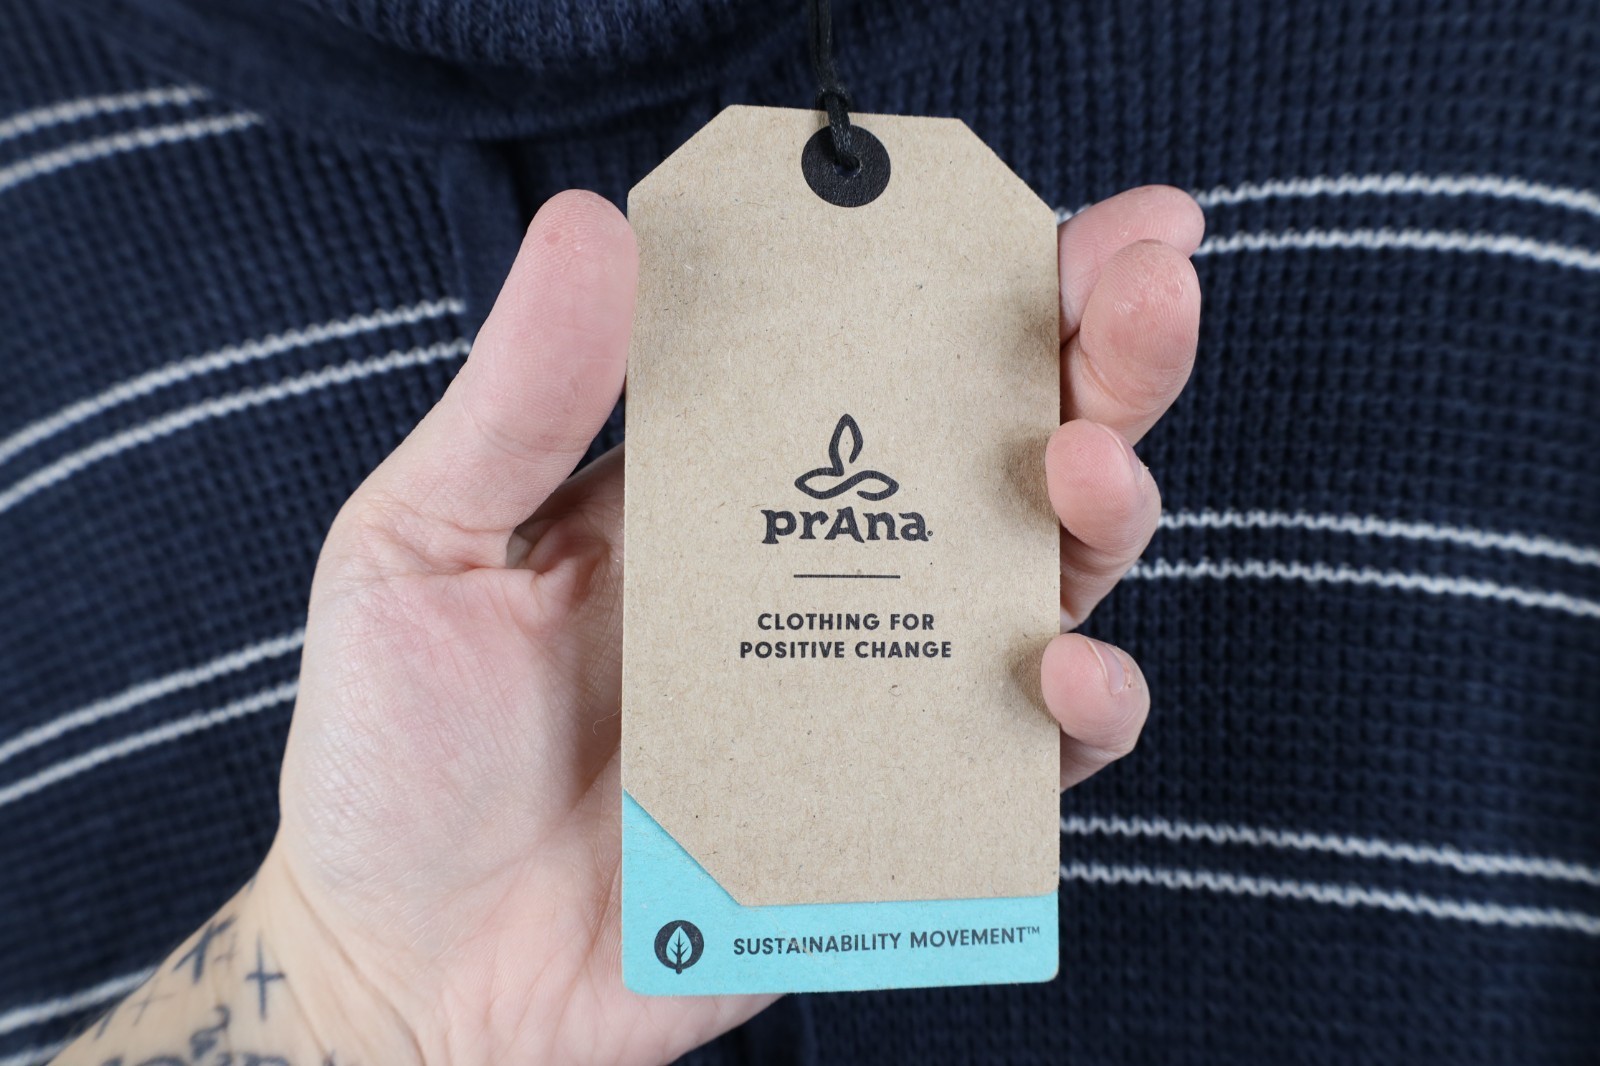 prAna®
CLOTHING FOR
POSITIVE CHANGE
SUSTAINABILITY MOVEMENT™